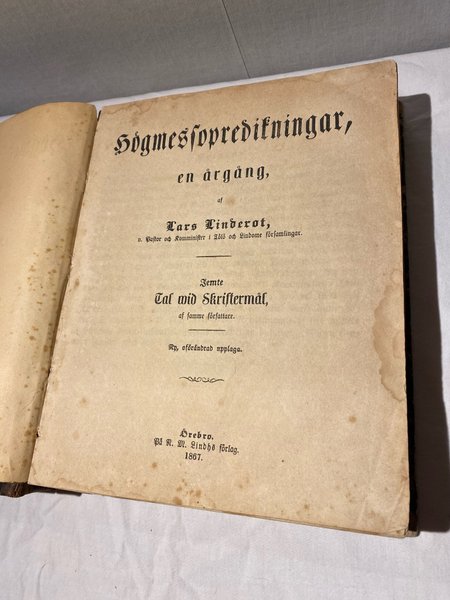 Högmessopredikningar,
en årgång,
af
Lars Linderot,
v. Pastor och Komminister i Tölö och Lindome församlingar.
Jemte
Tal wid Skriftermål,
af samme författare.
Ny, oförändrad upplaga.
Örebro.
På N. M. Lindhs förlag.
1867.